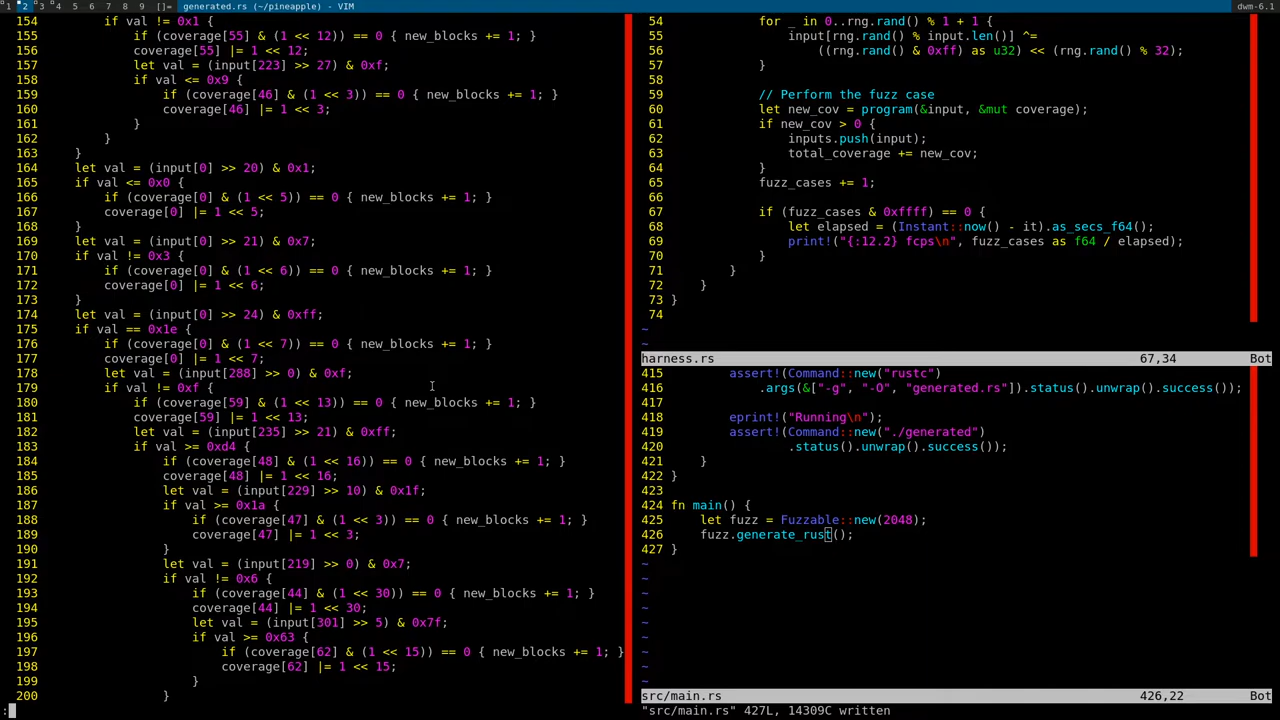 1 2 3 4 5 6 7 8 9 []= generated.rs (~/pineapple) - VIM dwm-6.1
154         if val != 0x1 {
155             if (coverage[55] & (1 << 12)) == 0 { new_blocks += 1; }
156             coverage[55] |= 1 << 12;
157             let val = (input[223] >> 27) & 0xf;
158             if val <= 0x9 {
159                 if (coverage[46] & (1 << 3)) == 0 { new_blocks += 1; }
160                 coverage[46] |= 1 << 3;
161             }
162         }
163     }
164     let val = (input[0] >> 20) & 0x1;
165     if val <= 0x0 {
166         if (coverage[0] & (1 << 5)) == 0 { new_blocks += 1; }
167         coverage[0] |= 1 << 5;
168     }
169     let val = (input[0] >> 21) & 0x7;
170     if val != 0x3 {
171         if (coverage[0] & (1 << 6)) == 0 { new_blocks += 1; }
172         coverage[0] |= 1 << 6;
173     }
174     let val = (input[0] >> 24) & 0xff;
175     if val == 0x1e {
176         if (coverage[0] & (1 << 7)) == 0 { new_blocks += 1; }
177         coverage[0] |= 1 << 7;
178         let val = (input[288] >> 0) & 0xf;
179         if val != 0xf {
180             if (coverage[59] & (1 << 13)) == 0 { new_blocks += 1; }
181             coverage[59] |= 1 << 13;
182             let val = (input[235] >> 21) & 0xff;
183             if val >= 0xd4 {
184                 if (coverage[48] & (1 << 16)) == 0 { new_blocks += 1; }
185                 coverage[48] |= 1 << 16;
186                 let val = (input[229] >> 10) & 0x1f;
187                 if val >= 0x1a {
188                     if (coverage[47] & (1 << 3)) == 0 { new_blocks += 1; }
189                     coverage[47] |= 1 << 3;
190                 }
191                 let val = (input[219] >> 0) & 0x7;
192                 if val != 0x6 {
193                     if (coverage[44] & (1 << 30)) == 0 { new_blocks += 1; }
194                     coverage[44] |= 1 << 30;
195                     let val = (input[301] >> 5) & 0x7f;
196                     if val >= 0x63 {
197                         if (coverage[62] & (1 << 15)) == 0 { new_blocks += 1; }
198                         coverage[62] |= 1 << 15;
199                     }
200                 }
:
54             for _ in 0..rng.rand() % 1 + 1 {
55                 input[rng.rand() % input.len()] ^=
56                     ((rng.rand() & 0xff) as u32) << (rng.rand() % 32);
57             }
58
59             // Perform the fuzz case
60             let new_cov = program(&input, &mut coverage);
61             if new_cov > 0 {
62                 inputs.push(input);
63                 total_coverage += new_cov;
64             }
65             fuzz_cases += 1;
66
67             if (fuzz_cases & 0xffff) == 0 {
68                 let elapsed = (Instant::now() - it).as_secs_f64();
69                 print!("{:12.2} fcps\n", fuzz_cases as f64 / elapsed);
70             }
71         }
72     }
73 }
74
~
~
harness.rs 67,34 Bot
415         assert!(Command::new("rustc")
416             .args(&["-g", "-O", "generated.rs"]).status().unwrap().success());
417
418         eprint!("Running\n");
419         assert!(Command::new("./generated")
420                 .status().unwrap().success());
421     }
422 }
423
424 fn main() {
425     let fuzz = Fuzzable::new(2048);
426     fuzz.generate_rust();
427 }
~
~
~
~
~
~
~
~
~
src/main.rs 426,22 Bot
"src/main.rs" 427L, 14309C written